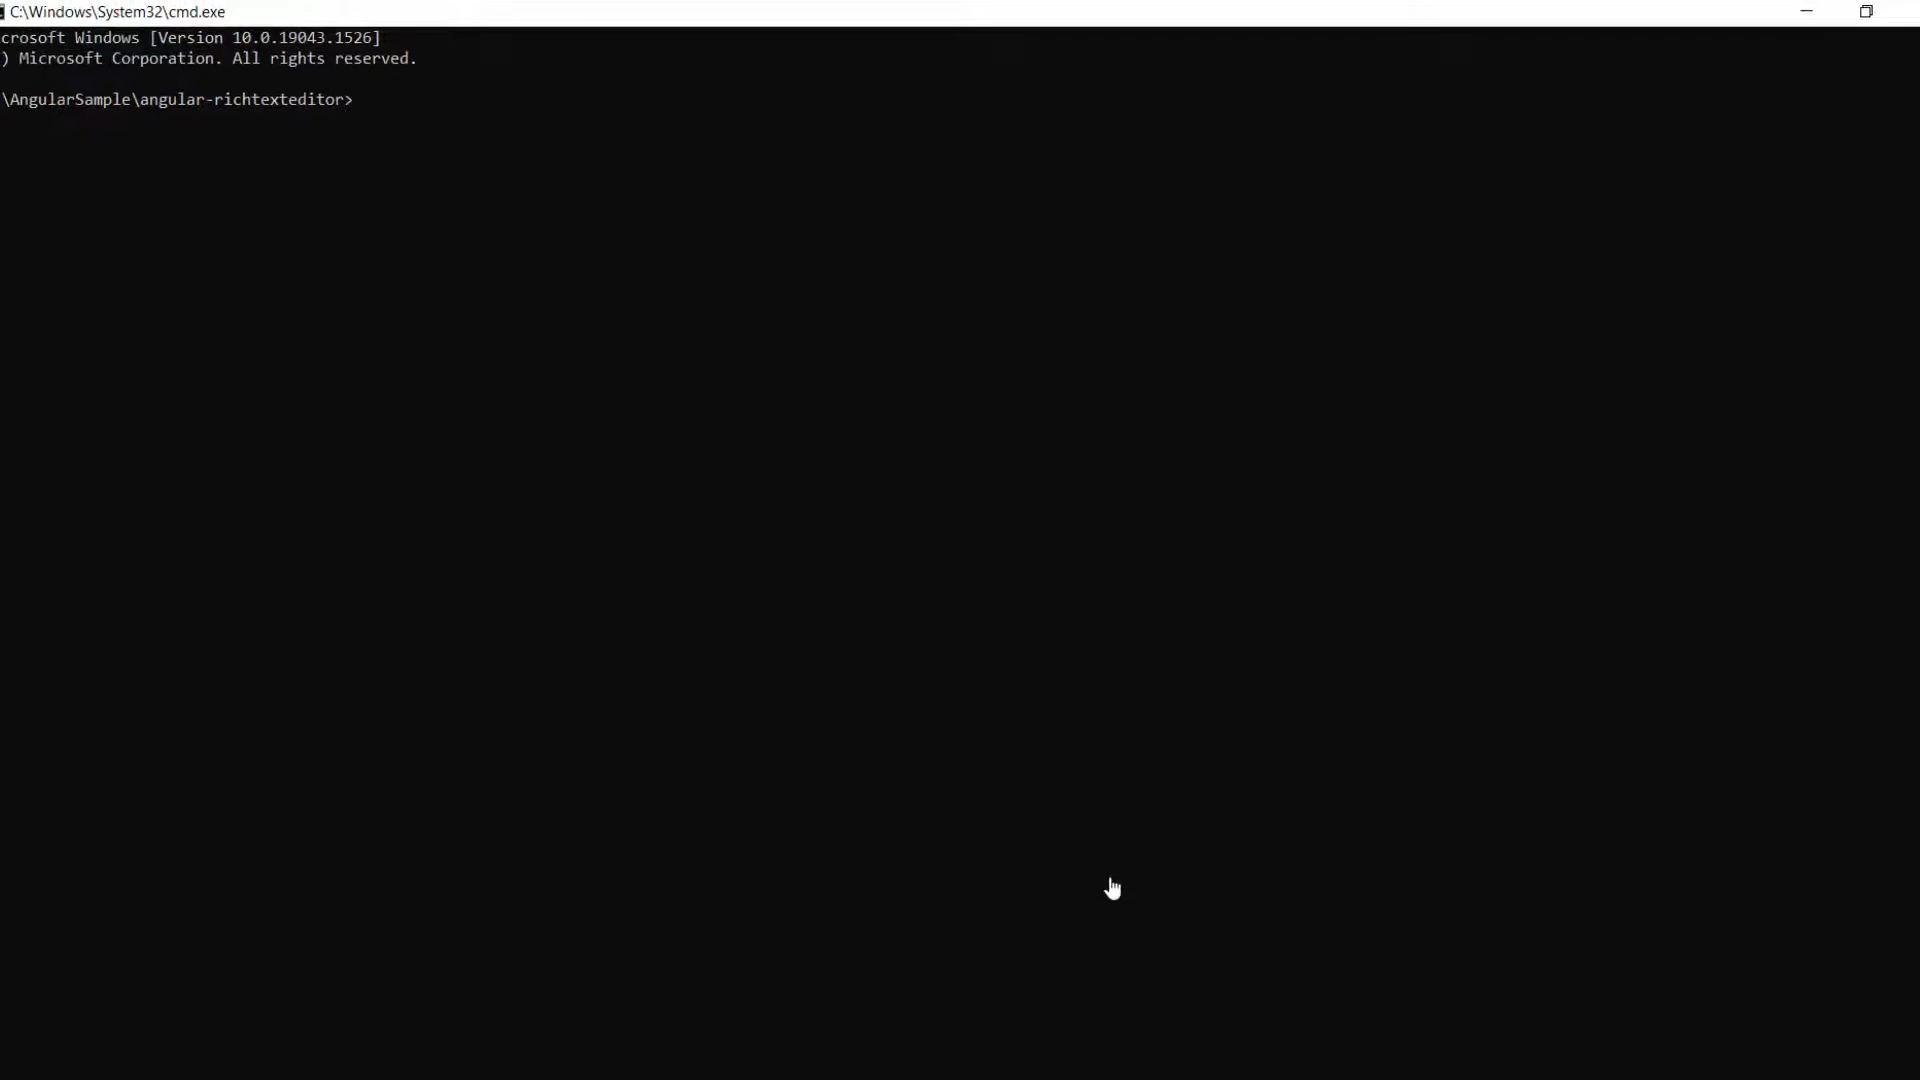 C:\Windows\System32\cmd.exe
crosoft Windows [Version 10.0.19043.1526]
) Microsoft Corporation. All rights reserved.
\AngularSample\angular-richtexteditor>